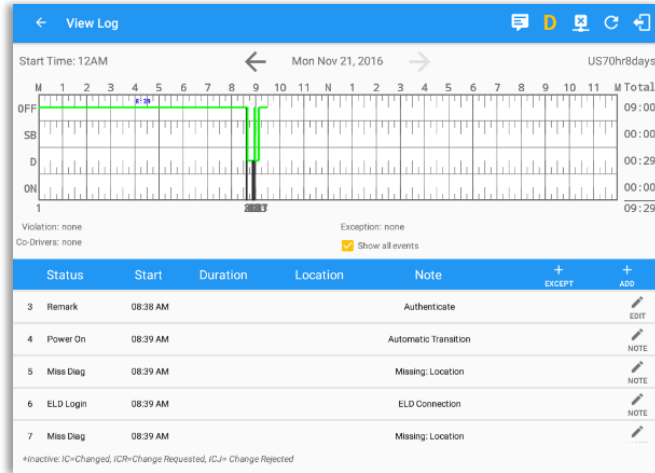 View Log D
Start Time: 12AM Mon Nov 21, 2016 US70hr8days
M 1 2 3 4 5 6 7 8 9 10 11 N 1 2 3 4 5 6 7 8 9 10 11 M Total
8:39
OFF 09:00
SB 00:00
D 00:29
ON 00:00
1 09:29
Violation: none Exception: none
Co-Drivers: none Show all events
Status Start Duration Location Note EXCEPT ADD
3 Remark 08:38 AM Authenticate EDIT
4 Power On 08:39 AM Automatic Transition NOTE
5 Miss Diag 08:39 AM Missing: Location NOTE
6 ELD Login 08:39 AM ELD Connection NOTE
7 Miss Diag 08:39 AM Missing: Location
+Inactive: IC=Changed, ICR=Change Requested, ICJ= Change Rejected